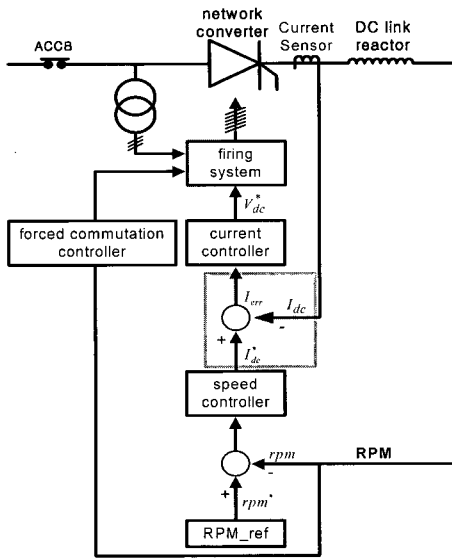 network
converter
Current
Sensor
DC link
reactor
ACC8
firing
system
V*dc
forced commutation
controller
current
controller
Ierr
Idc
-
+
I*dc
speed
controller
rpm
RPM
-
+
rpm*
RPM_ref